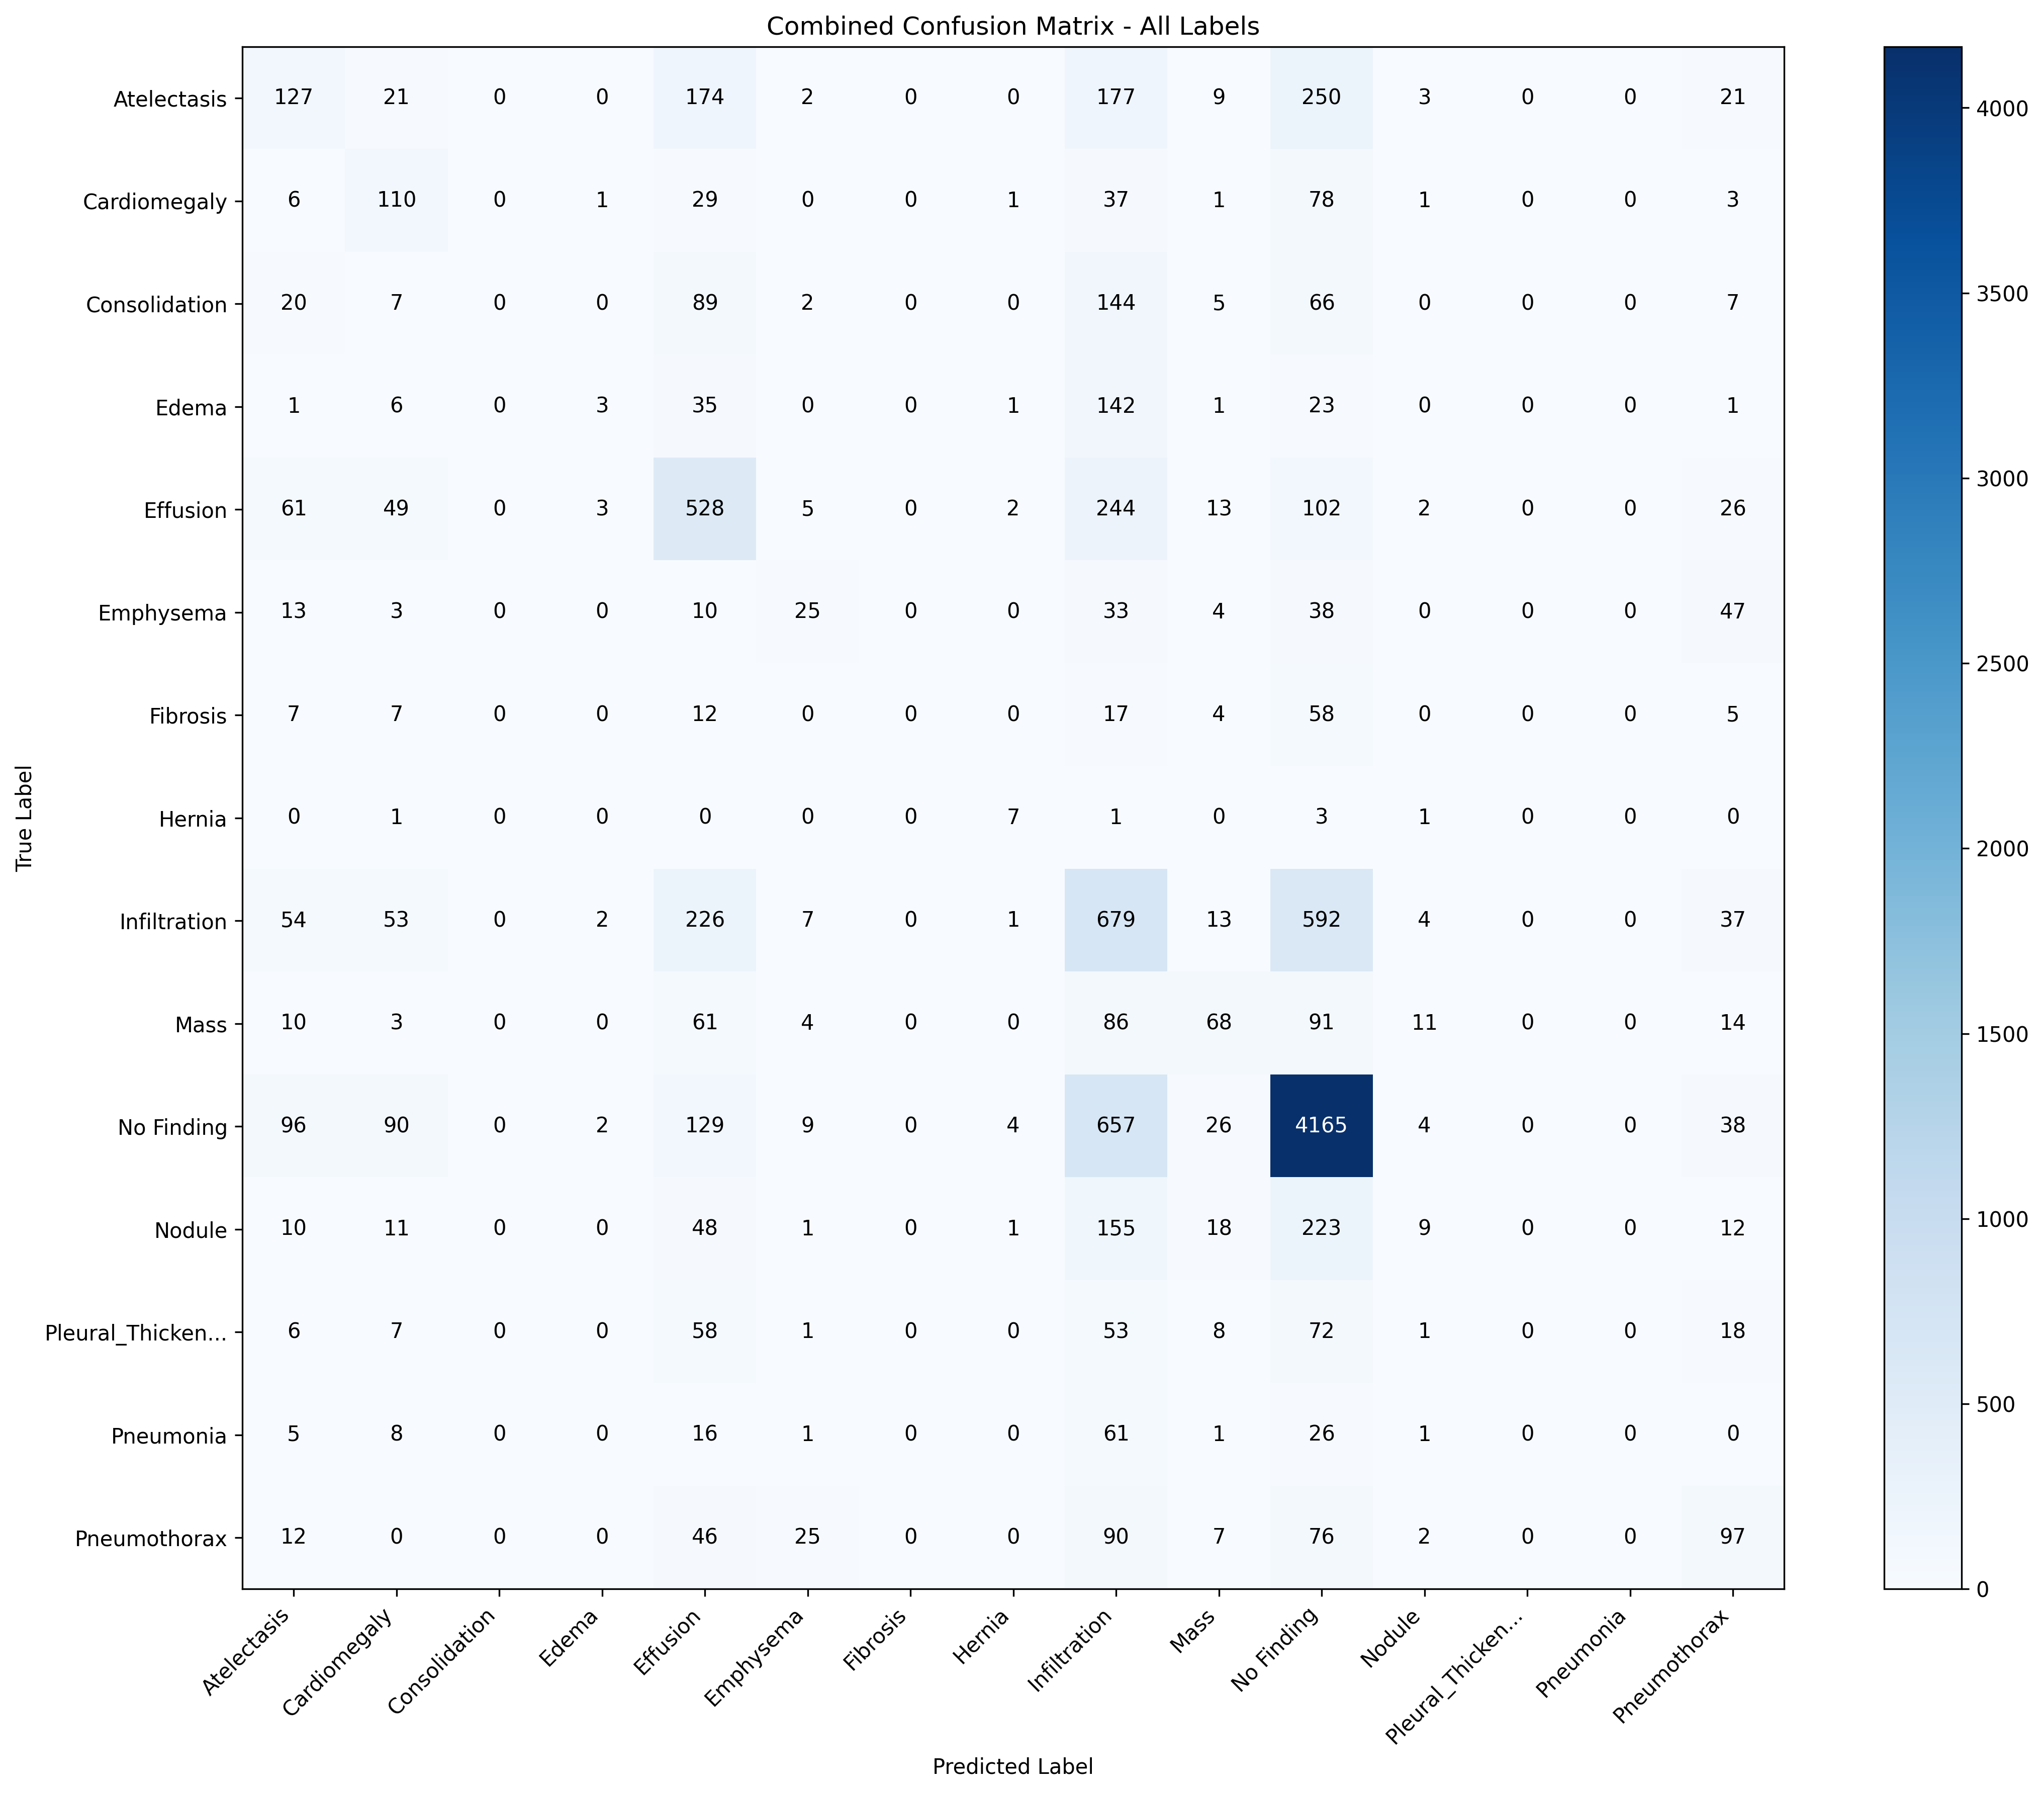 Combined Confusion Matrix - All Labels
Atelectasis 127 21 0 0 174 2 0 0 177 9 250 3 0 0 21
Cardiomegaly 6 110 0 1 29 0 0 1 37 1 78 1 0 0 3
Consolidation 20 7 0 0 89 2 0 0 144 5 66 0 0 0 7
Edema 1 6 0 3 35 0 0 1 142 1 23 0 0 0 1
Effusion 61 49 0 3 528 5 0 2 244 13 102 2 0 0 26
Emphysema 13 3 0 0 10 25 0 0 33 4 38 0 0 0 47
Fibrosis 7 7 0 0 12 0 0 0 17 4 58 0 0 0 5
Hernia 0 1 0 0 0 0 0 7 1 0 3 1 0 0 0
Infiltration 54 53 0 2 226 7 0 1 679 13 592 4 0 0 37
Mass 10 3 0 0 61 4 0 0 86 68 91 11 0 0 14
No Finding 96 90 0 2 129 9 0 4 657 26 4165 4 0 0 38
Nodule 10 11 0 0 48 1 0 1 155 18 223 9 0 0 12
Pleural_Thicken... 6 7 0 0 58 1 0 0 53 8 72 1 0 0 18
Pneumonia 5 8 0 0 16 1 0 0 61 1 26 1 0 0 0
Pneumothorax 12 0 0 0 46 25 0 0 90 7 76 2 0 0 97
True Label
Atelectasis Cardiomegaly Consolidation Edema Effusion Emphysema Fibrosis Hernia Infiltration Mass No Finding Nodule Pleural_Thicken... Pneumonia Pneumothorax
Predicted Label
4000
3500
3000
2500
2000
1500
1000
500
0